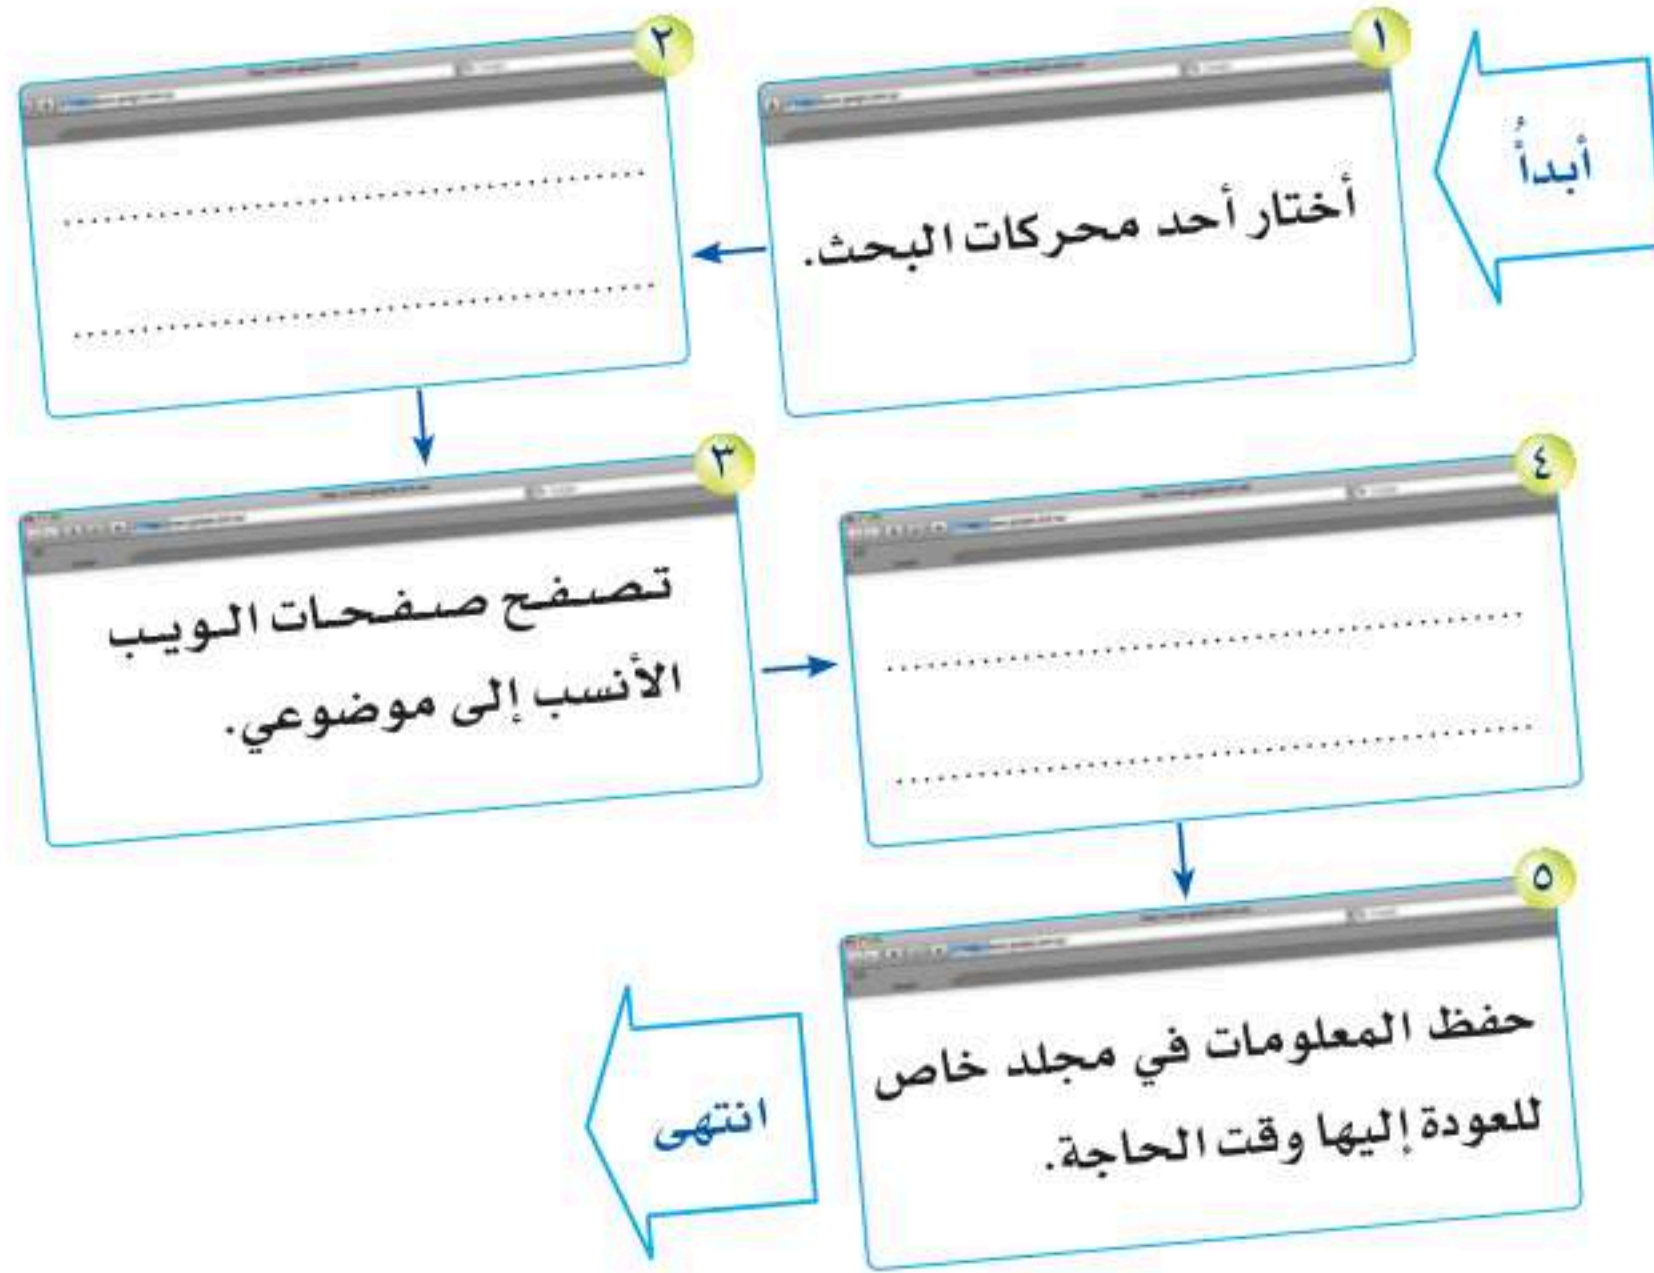 أبدأُ
١
أختار أحد محركات البحث.
٢
................................................
................................................
٣
تصفح صفحات الويب
الأنسب إلى موضوعي.
٤
................................................
................................................
٥
حفظ المعلومات في مجلد خاص
للعودة إليها وقت الحاجة.
انتهى